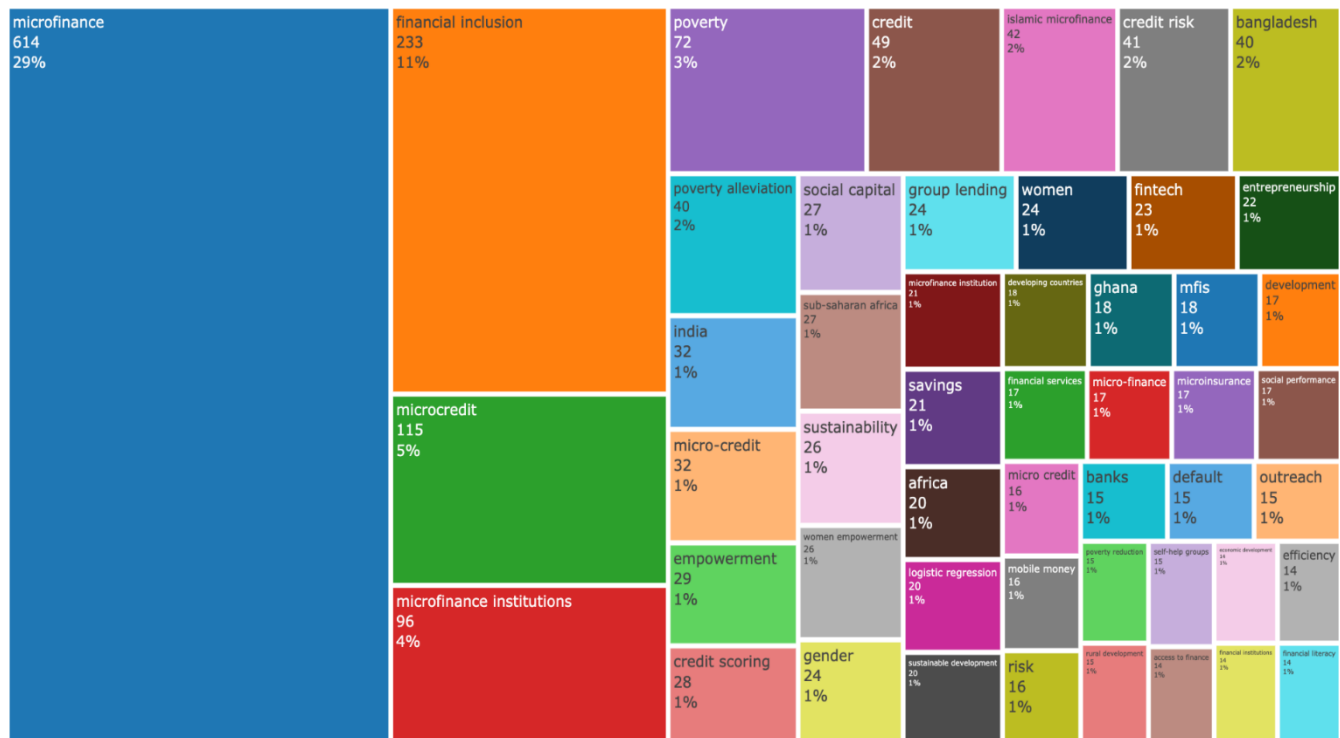 microfinance
614
29%
financial inclusion
233
11%
microcredit
115
5%
microfinance institutions
96
4%
poverty
72
3%
credit
49
2%
islamic microfinance
42
2%
credit risk
41
2%
bangladesh
40
2%
poverty alleviation
40
2%
india
32
1%
micro-credit
32
1%
empowerment
29
1%
credit scoring
28
1%
social capital
27
1%
sub-saharan africa
27
1%
sustainability
26
1%
women empowerment
26
1%
gender
24
1%
group lending
24
1%
women
24
1%
fintech
23
1%
entrepreneurship
22
1%
microfinance institution
21
1%
savings
21
1%
africa
20
1%
logistic regression
20
1%
sustainable development
20
1%
developing countries
18
1%
ghana
18
1%
mfis
18
1%
development
17
1%
financial services
17
1%
micro-finance
17
1%
microinsurance
17
1%
social performance
17
1%
micro credit
16
1%
mobile money
16
1%
risk
16
1%
banks
15
1%
default
15
1%
outreach
15
1%
poverty reduction
15
1%
self-help groups
15
1%
economic development
14
1%
efficiency
14
1%
rural development
15
1%
access to finance
14
1%
financial institutions
14
1%
financial literacy
14
1%